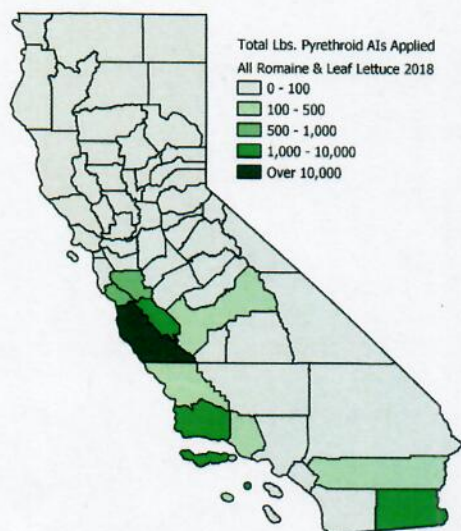 Total Lbs. Pyrethroid AIs Applied
All Romaine & Leaf Lettuce 2018
0 - 100
100 - 500
500 - 1,000
1,000 - 10,000
Over 10,000